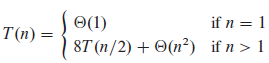 T(n) = { Θ(1) if n = 1
8T(n/2) + Θ(n²) if n > 1